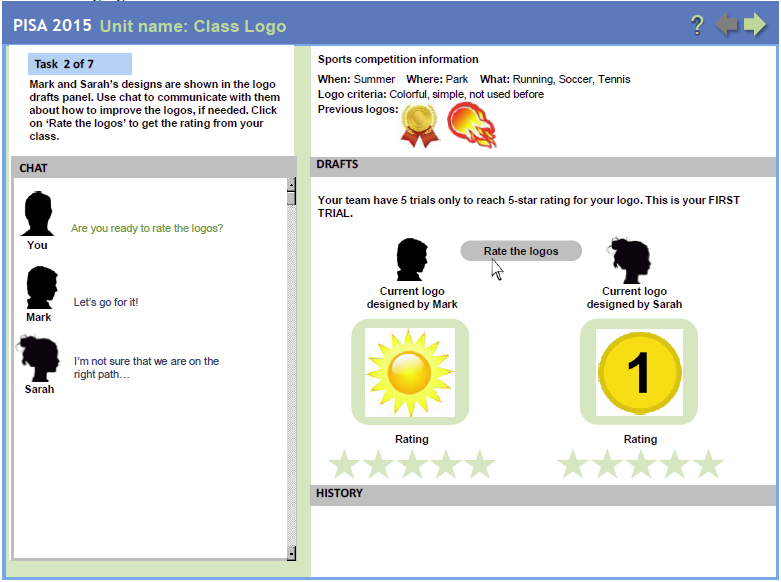 PISA 2015 Unit name: Class Logo
?
Task 2 of 7
Mark and Sarah's designs are shown in the logo
drafts panel. Use chat to communicate with them
about how to improve the logos, if needed. Click
on ‘Rate the logos’ to get the rating from your
class.
CHAT
Are you ready to rate the logos?
You
Let's go for it!
Mark
I'm not sure that we are on the
right path…
Sarah
Sports competition information
When: Summer Where: Park What: Running, Soccer, Tennis
Logo criteria: Colorful, simple, not used before
Previous logos:
DRAFTS
Your team have 5 trials only to reach 5-star rating for your logo. This is your FIRST
TRIAL.
Rate the logos
Current logo
designed by Mark
Current logo
designed by Sarah
1
Rating
Rating
HISTORY